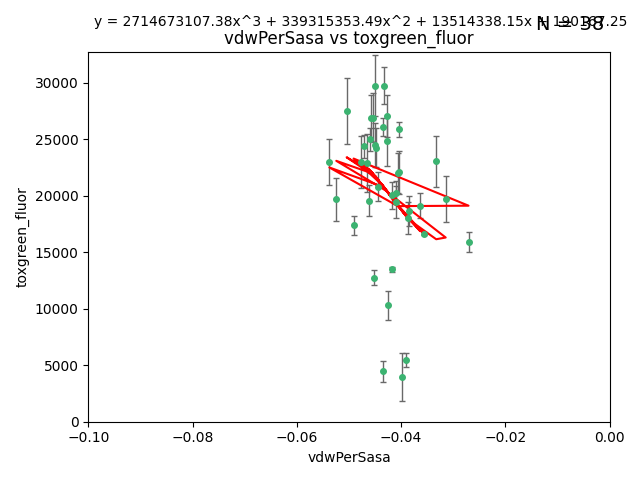 y = 2714673107.38x^3 + 339315353.49x^2 + 13514338.15x +
N = 38
vdwPerSasa vs toxgreen_fluor
toxgreen_fluor
30000
25000
20000
15000
10000
5000
0
−0.10
−0.08
−0.06
−0.04
−0.02
0.00
vdwPerSasa